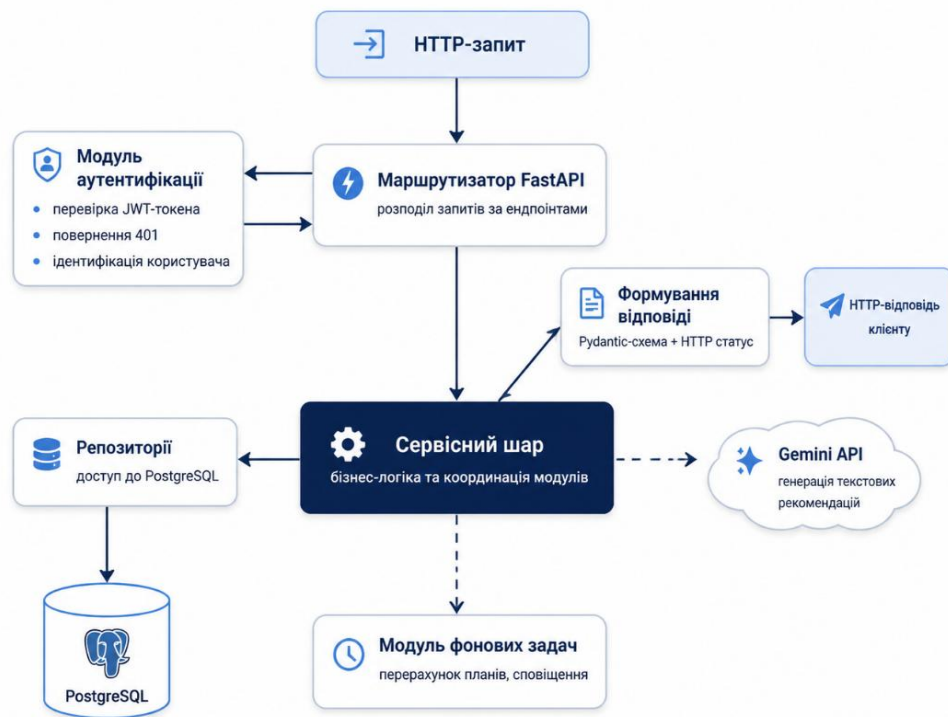 HTTP-запит
Модуль
аутентифікації
перевірка JWT-токена
повернення 401
ідентифікація користувача
Маршрутизатор FastAPI
розподіл запитів за ендпоінтами
Формування
відповіді
Pydantic-схема + HTTP статус
HTTP-відповідь
клієнту
Репозиторії
доступ до PostgreSQL
Сервісний шар
бізнес-логіка та координація модулів
Gemini API
генерація текстових
рекомендацій
PostgreSQL
Модуль фонових задач
перерахунок планів, сповіщення